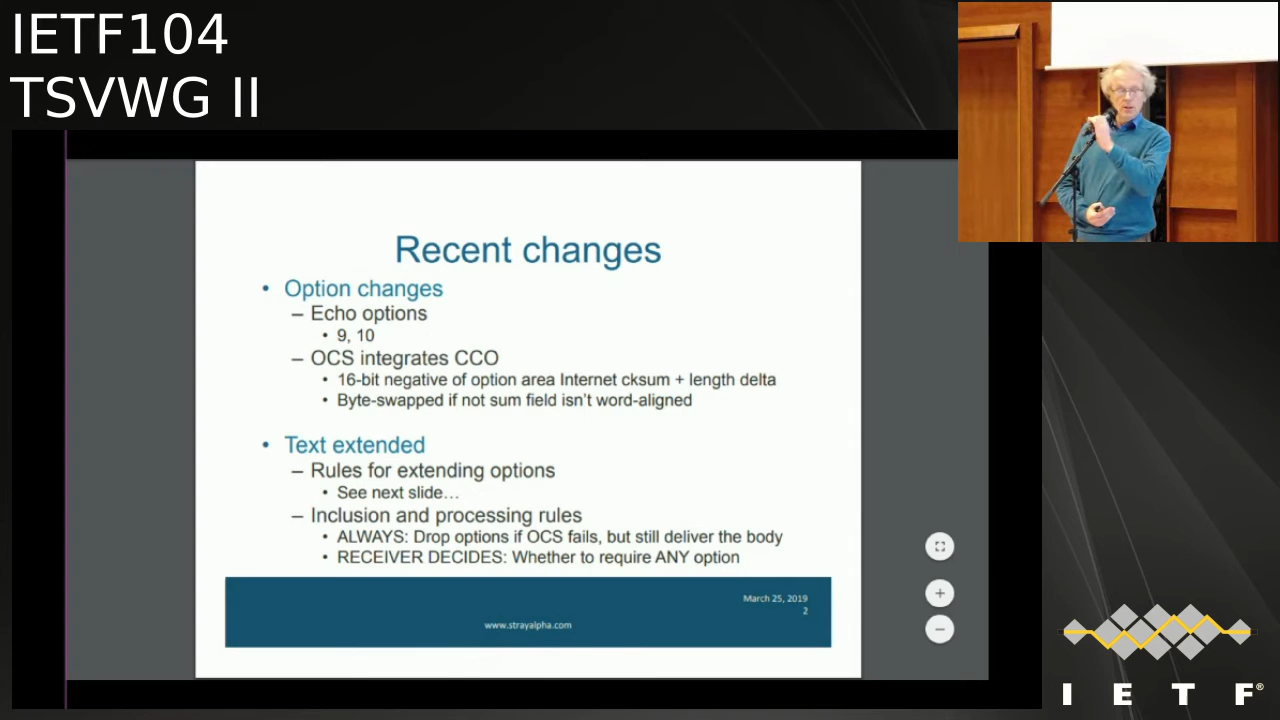 IETF104
TSVWG II
Recent changes
• Option changes
– Echo options
• 9, 10
– OCS integrates CCO
• 16-bit negative of option area Internet cksum + length delta
• Byte-swapped if not sum field isn't word-aligned
• Text extended
– Rules for extending options
• See next slide…
– Inclusion and processing rules
• ALWAYS: Drop options if OCS fails, but still deliver the body
• RECEIVER DECIDES: Whether to require ANY option
March 25, 2019
2
www.strayalpha.com
I E T F®